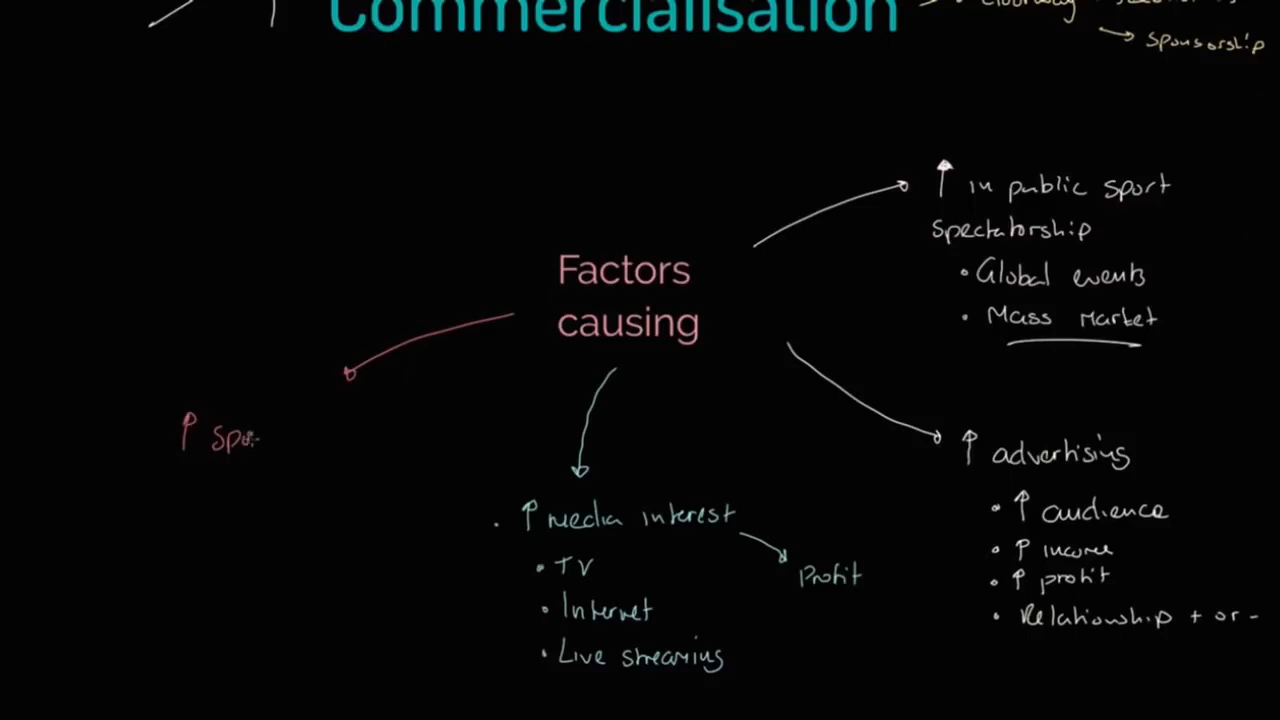 Commercialisation
sponsorship
↑ in public sport
spectatorship
• Global events
• Mass Market
Factors
causing
↑ spo
↑ advertising
• ↑ audience
• ↑ income
• ↑ profit
• Relationship + or -
• ↑ media interest
Profit
• TV
• Internet
• Live streaming